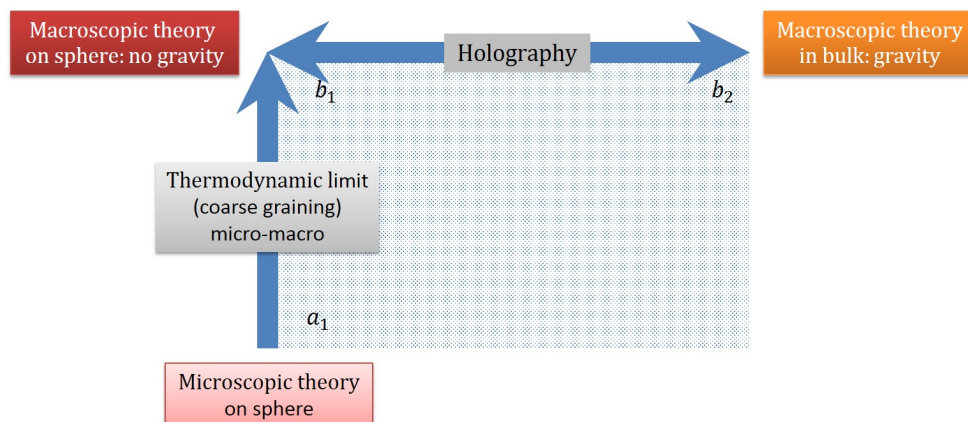 Macroscopic theory
on sphere: no gravity
Holography
Macroscopic theory
in bulk: gravity
b₁
b₂
Thermodynamic limit
(coarse graining)
micro-macro
a₁
Microscopic theory
on sphere